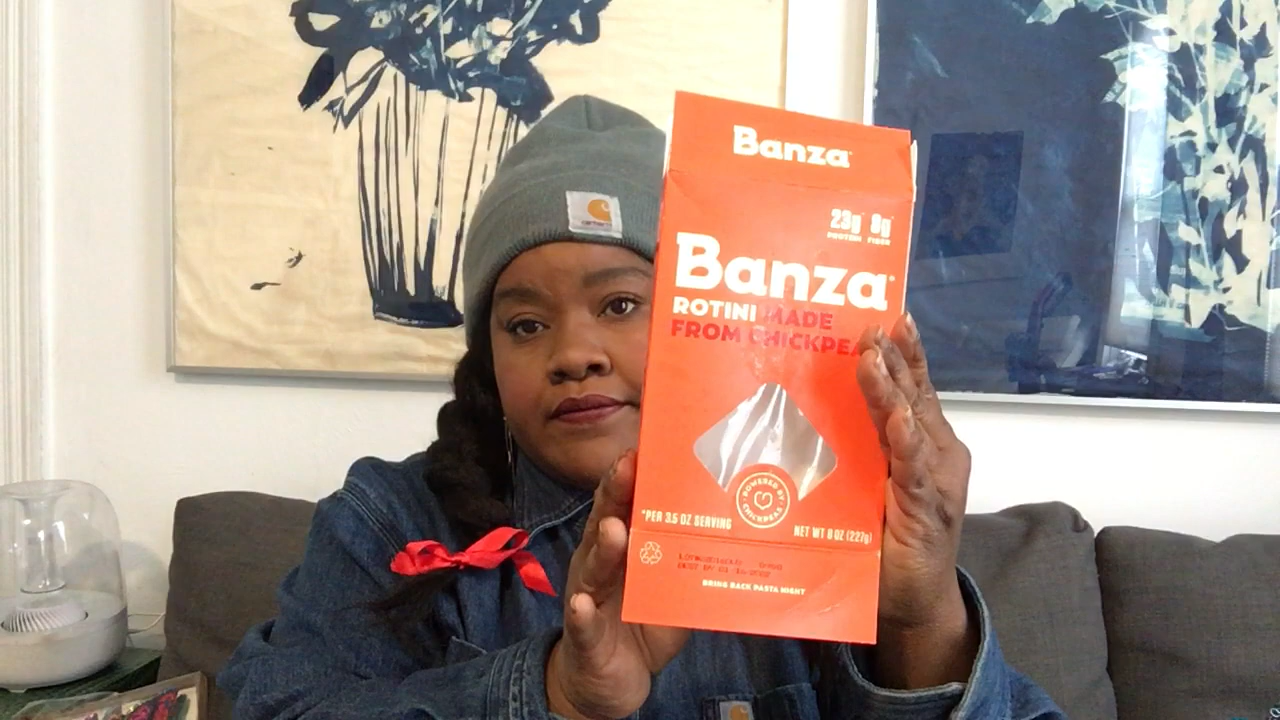 carhartt
Banza
23g 8g
PROTEIN FIBER
Banza
ROTINI MADE
FROM CHICKPEA
POWERED BY CHICKPEAS
*PER 3.5 OZ SERVING
NET WT 8 OZ (227g)
BRING BACK PASTA NIGHT